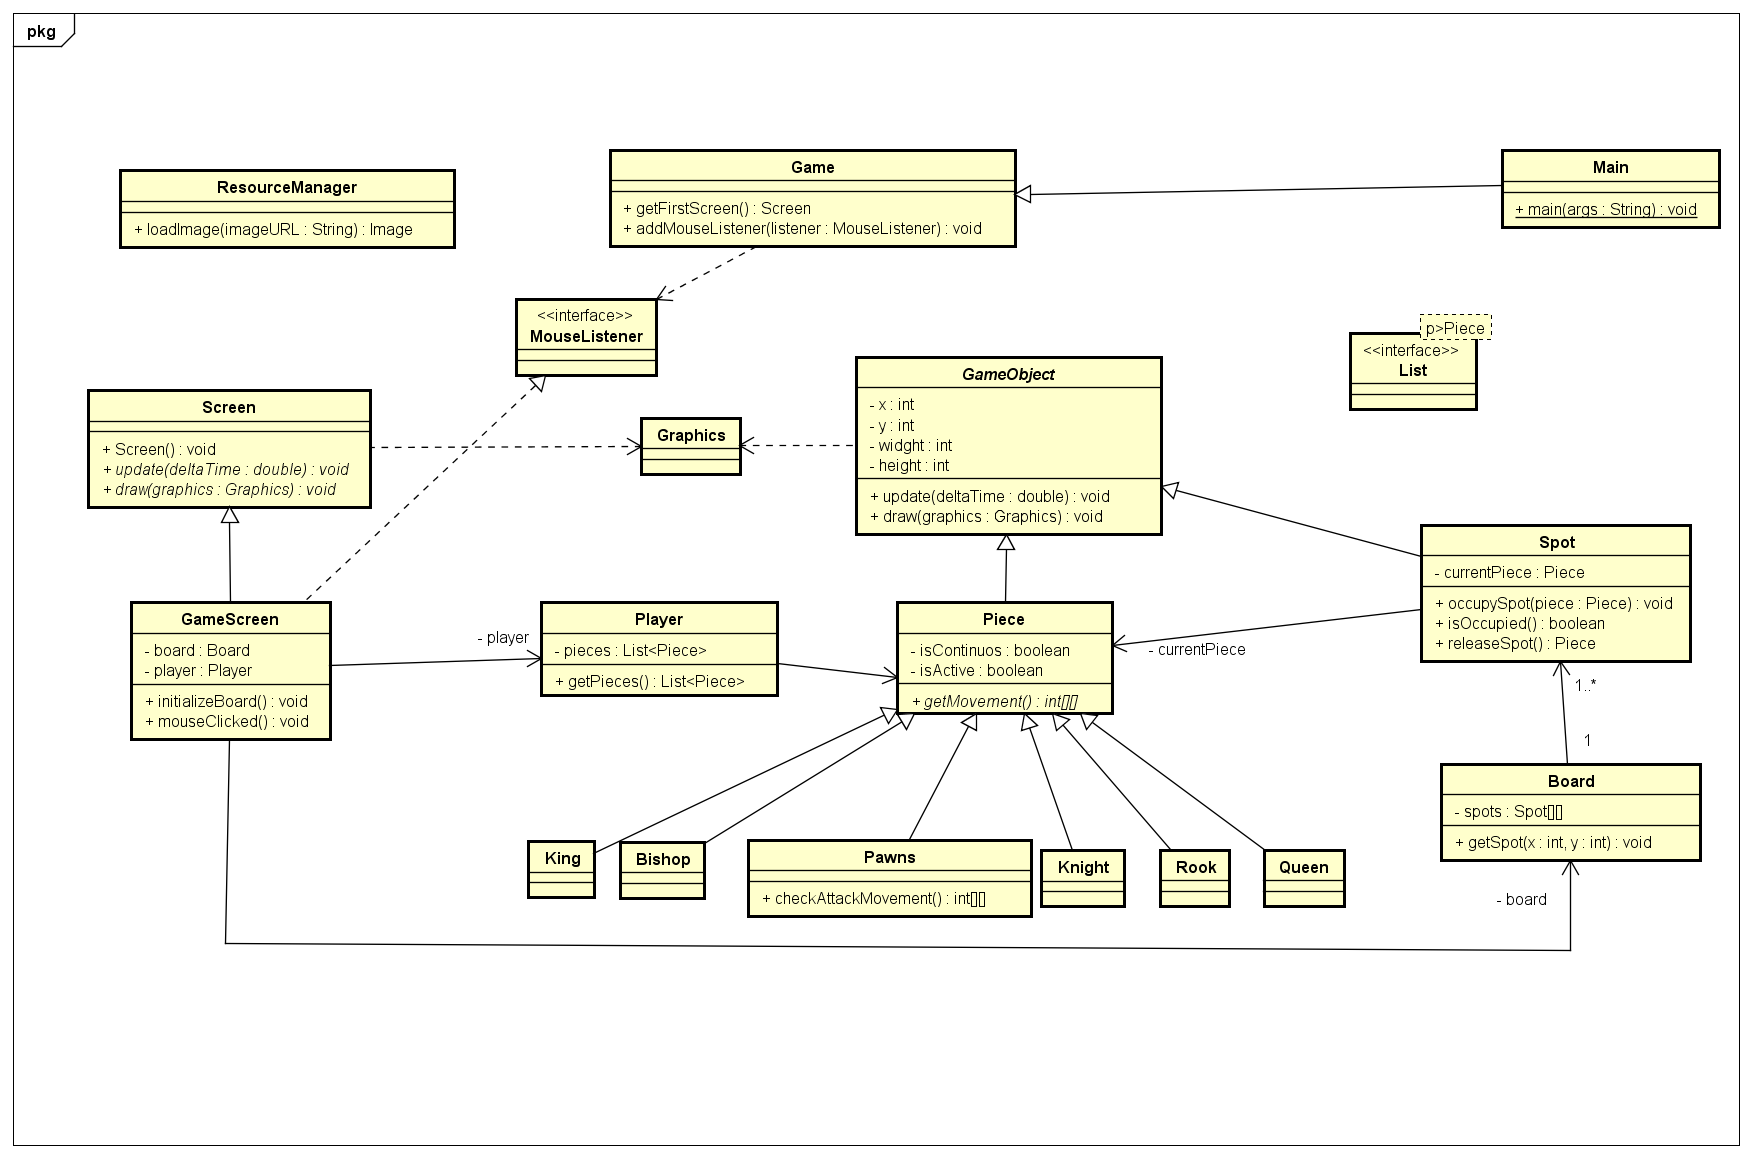 pkg
ResourceManager
+ loadImage(imageURL : String) : Image
Game
+ getFirstScreen() : Screen
+ addMouseListener(listener : MouseListener) : void
Main
+ main(args : String) : void
<<interface>>
MouseListener
p>Piece
<<interface>>
List
GameObject
- x : int
- y : int
- widght : int
- height : int
+ update(deltaTime : double) : void
+ draw(graphics : Graphics) : void
Screen
+ Screen() : void
+ update(deltaTime : double) : void
+ draw(graphics : Graphics) : void
Graphics
Spot
- currentPiece : Piece
+ occupySpot(piece : Piece) : void
+ isOccupied() : boolean
+ releaseSpot() : Piece
GameScreen
- board : Board
- player : Player
+ initializeBoard() : void
+ mouseClicked() : void
- player
Player
- pieces : List<Piece>
+ getPieces() : List<Piece>
Piece
- isContinuos : boolean
- isActive : boolean
+ getMovement() : int[][]
- currentPiece
1..*
1
Board
- spots : Spot[][]
+ getSpot(x : int, y : int) : void
King
Bishop
Pawns
+ checkAttackMovement() : int[][]
Knight
Rook
Queen
- board